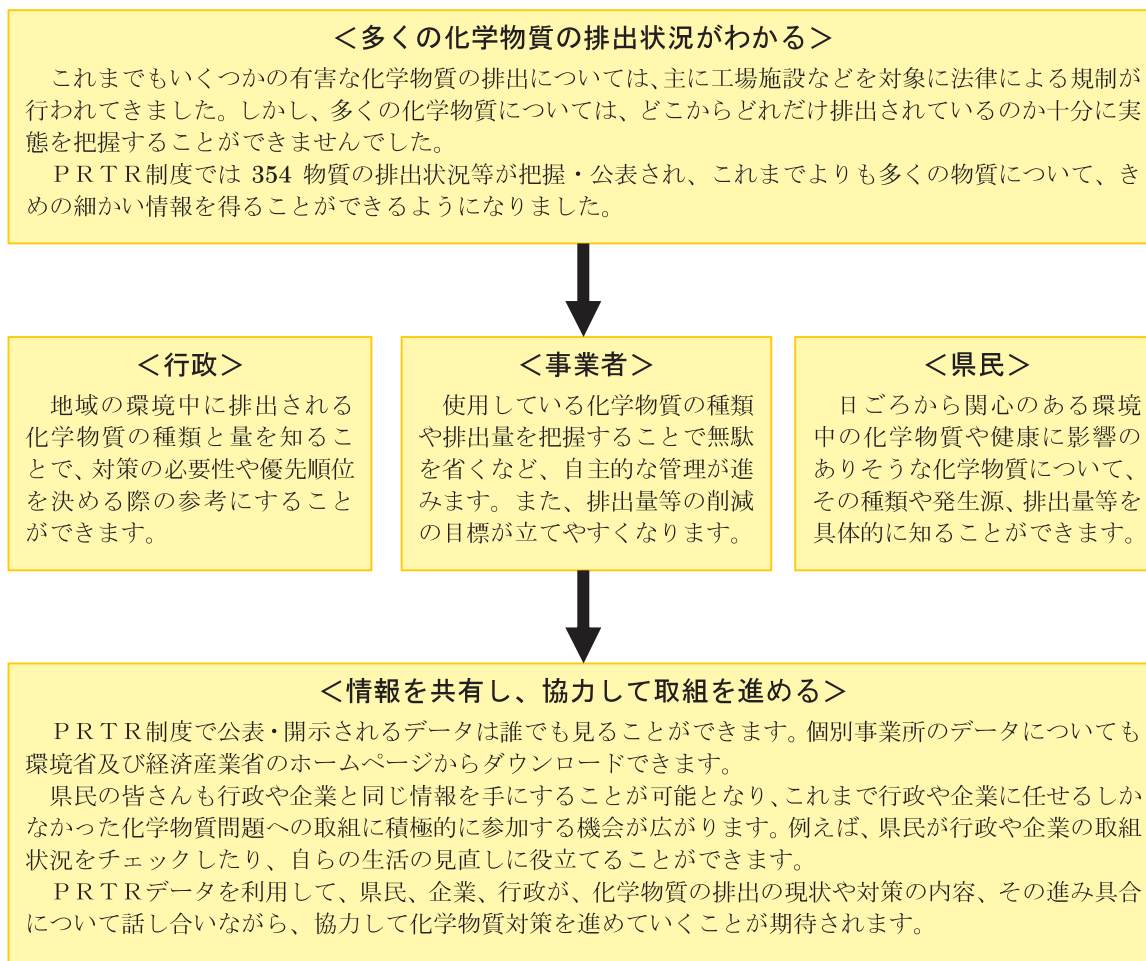 ＜多くの化学物質の排出状況がわかる＞
これまでもいくつかの有害な化学物質の排出については、主に工場施設などを対象に法律による規制が
行われてきました。しかし、多くの化学物質については、どこからどれだけ排出されているのか十分に実
態を把握することができませんでした。
ＰＲＴＲ制度では 354 物質の排出状況等が把握・公表され、これまでよりも多くの物質について、き
めの細かい情報を得ることができるようになりました。
＜行政＞
地域の環境中に排出される
化学物質の種類と量を知るこ
とで、対策の必要性や優先順位
を決める際の参考にすること
ができます。
＜事業者＞
使用している化学物質の種類
や排出量を把握することで無駄
を省くなど、自主的な管理が進
みます。また、排出量等の削減
の目標が立てやすくなります。
＜県民＞
日ごろから関心のある環境
中の化学物質や健康に影響の
ありそうな化学物質について、
その種類や発生源、排出量等を
具体的に知ることができます。
＜情報を共有し、協力して取組を進める＞
ＰＲＴＲ制度で公表・開示されるデータは誰でも見ることができます。個別事業所のデータについても
環境省及び経済産業省のホームページからダウンロードできます。
県民の皆さんも行政や企業と同じ情報を手にすることが可能となり、これまで行政や企業に任せるしか
なかった化学物質問題への取組に積極的に参加する機会が広がります。例えば、県民が行政や企業の取組
状況をチェックしたり、自らの生活の見直しに役立てることができます。
ＰＲＴＲデータを利用して、県民、企業、行政が、化学物質の排出の現状や対策の内容、その進み具合
について話し合いながら、協力して化学物質対策を進めていくことが期待されます。